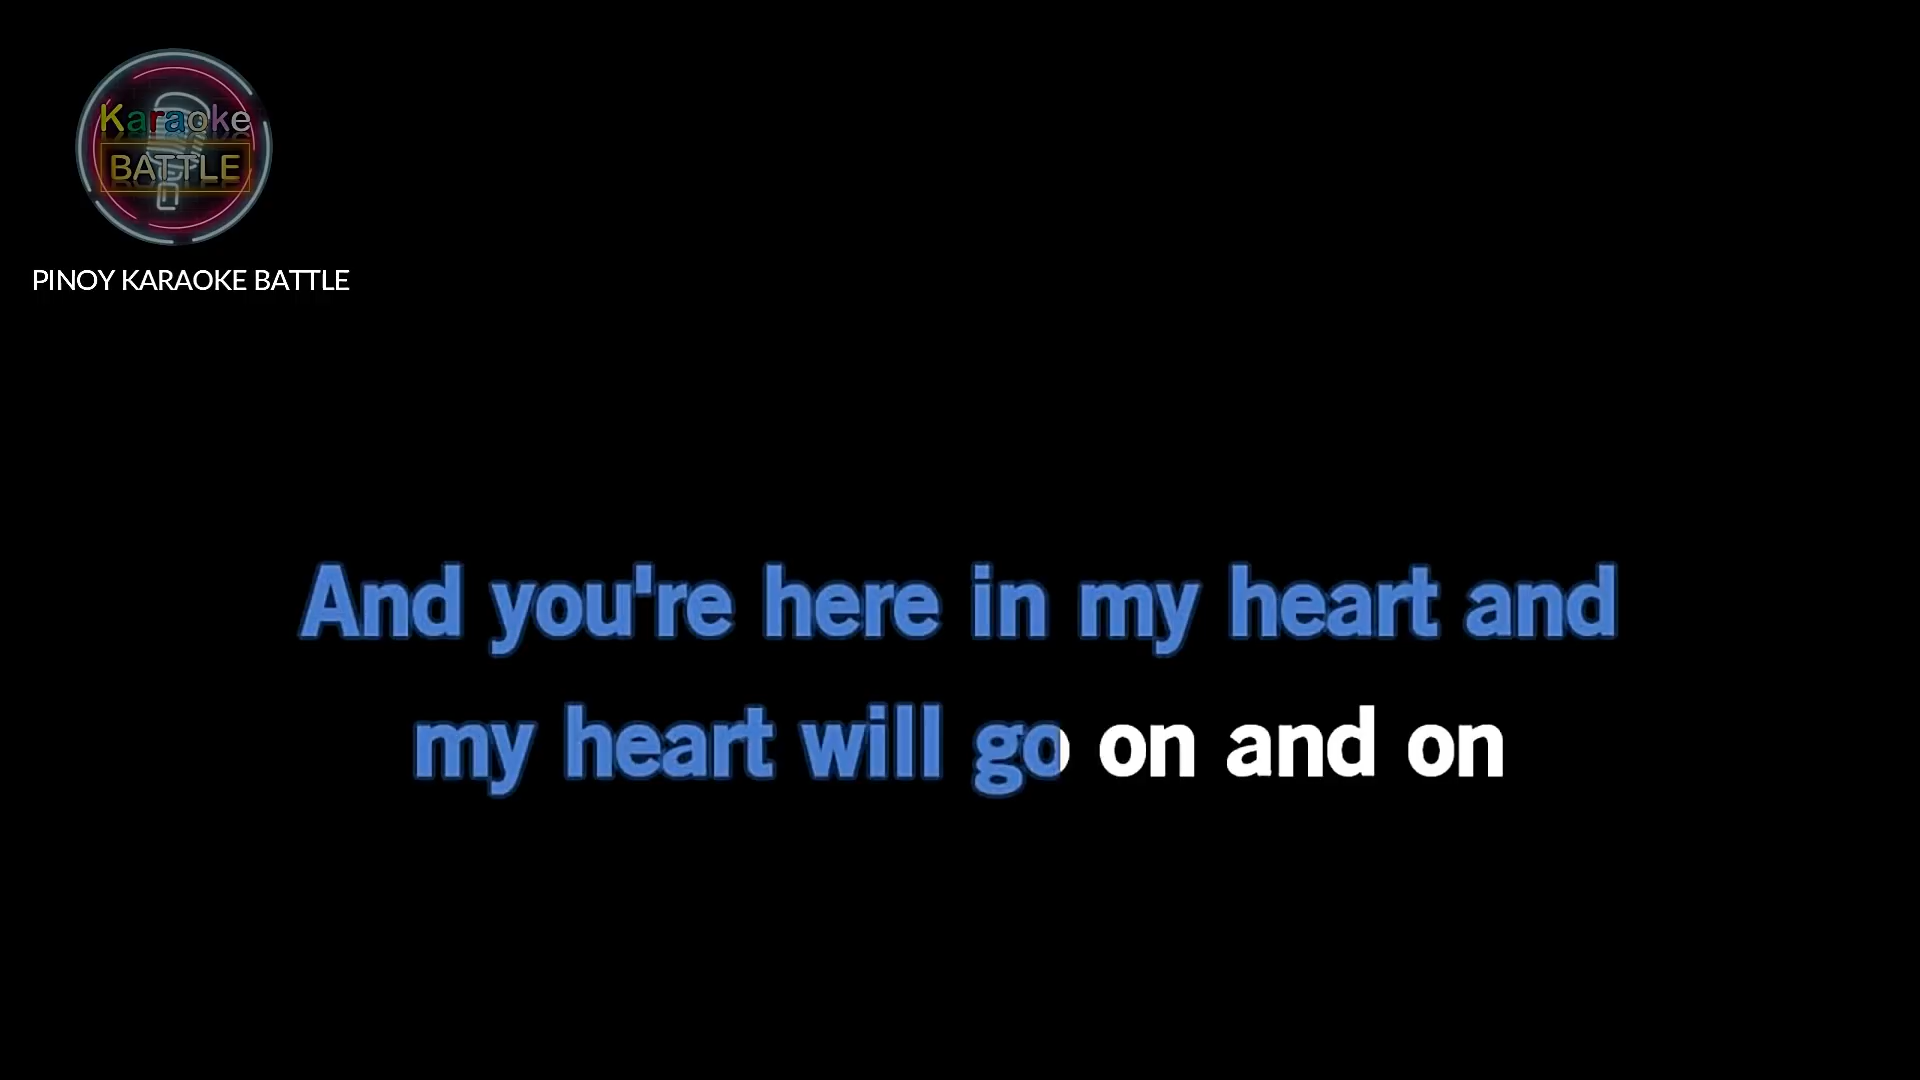 Karaoke
BATTLE
PINOY KARAOKE BATTLE
And you're here in my heart and
my heart will go on and on